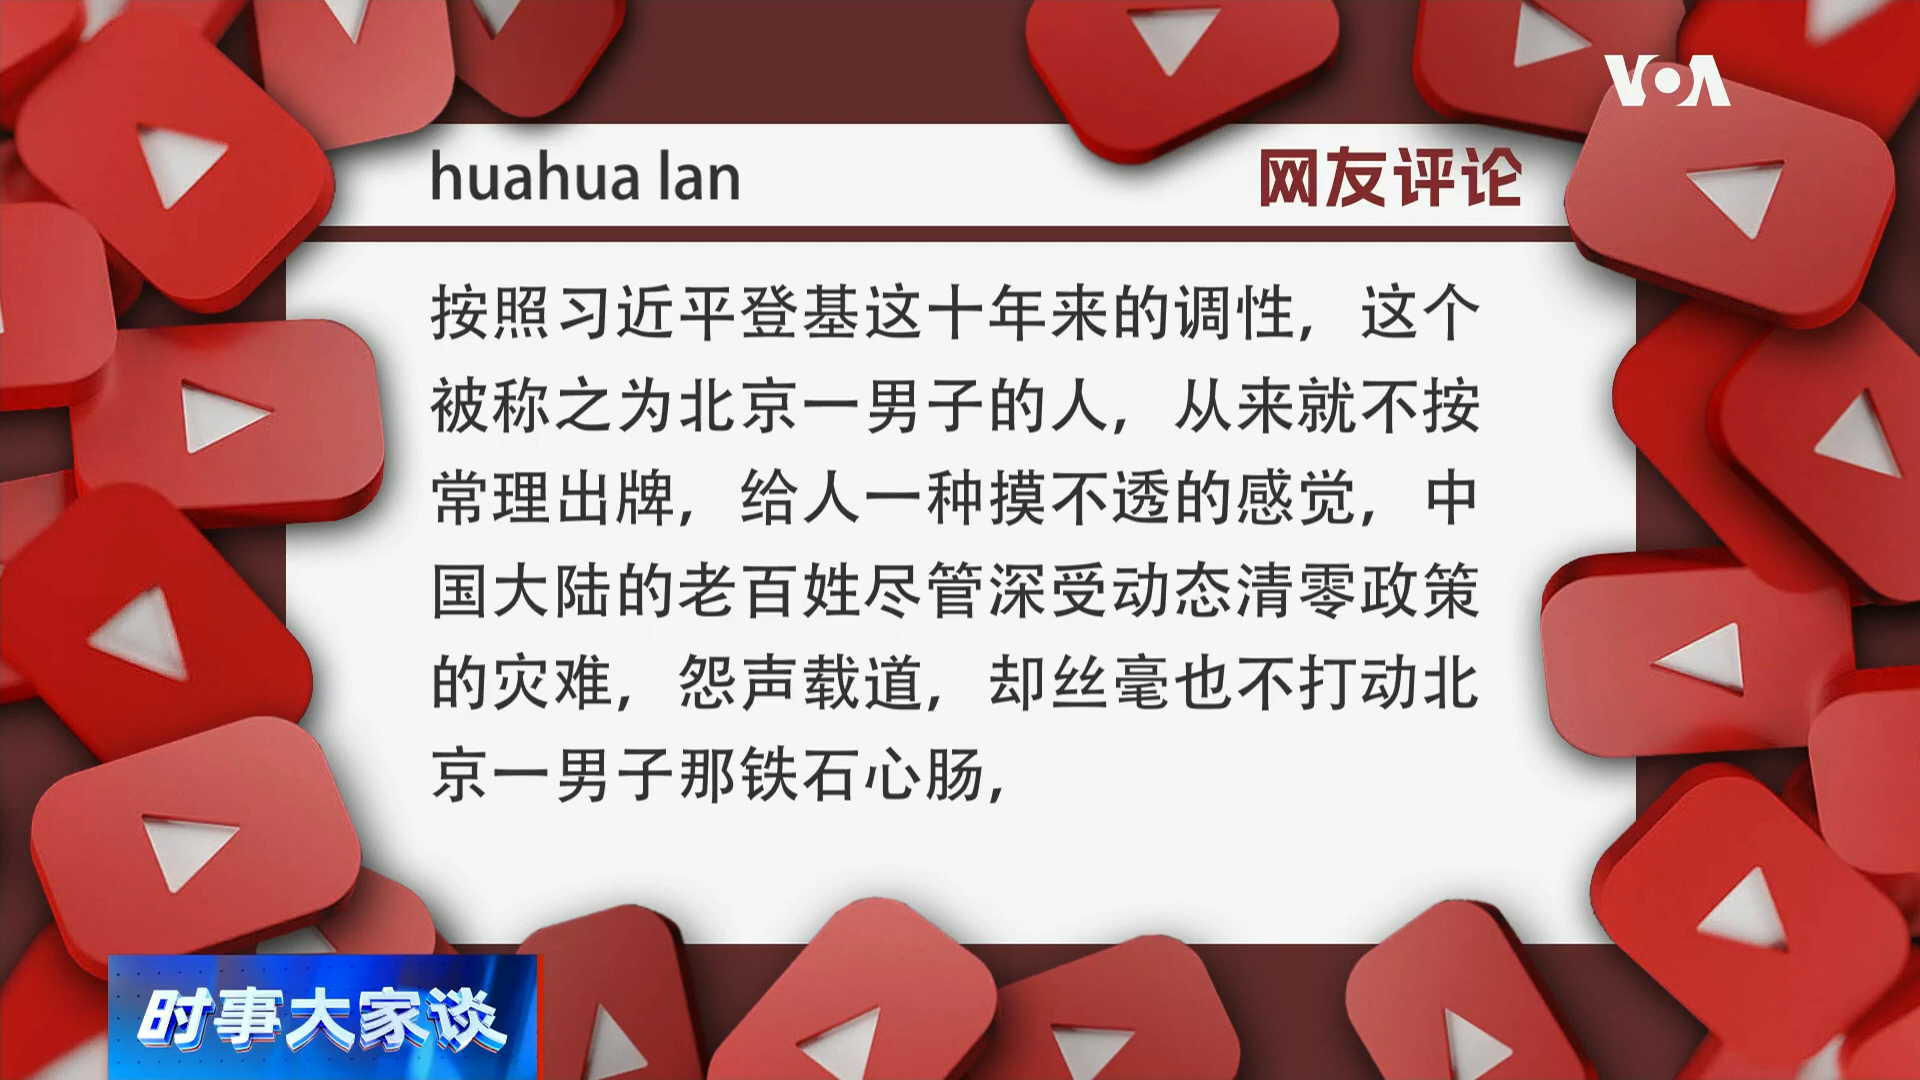 VOA
huahua lan
网友评论
按照习近平登基这十年来的调性，这个
被称之为北京一男子的人，从来就不按
常理出牌，给人一种摸不透的感觉，中
国大陆的老百姓尽管深受动态清零政策
的灾难，怨声载道，却丝毫也不打动北
京一男子那铁石心肠，
时事大家谈